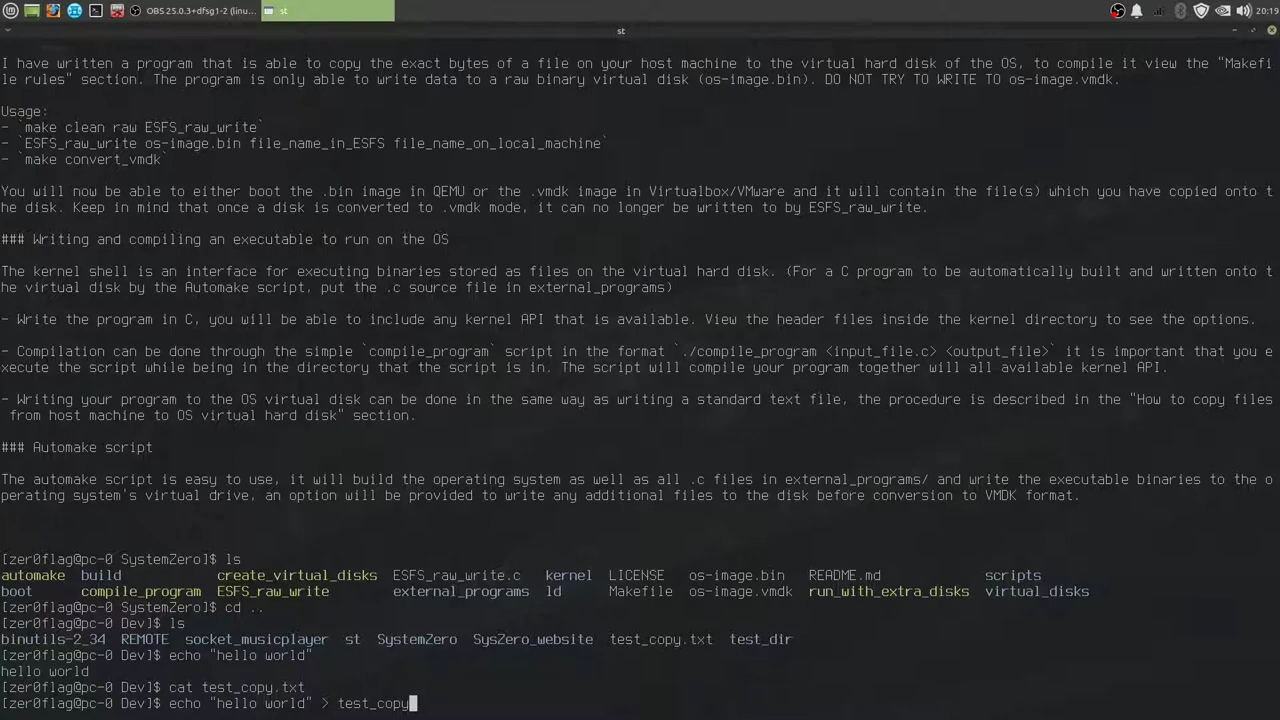 OBS 25.0.3+dfsg1-2 (linu... st 20:19
st
I have written a program that is able to copy the exact bytes of a file on your host machine to the virtual hard disk of the OS, to compile it view the "Makefi
le rules" section. The program is only able to write data to a raw binary virtual disk (os-image.bin). DO NOT TRY TO WRITE TO os-image.vmdk.
Usage:
- `make clean raw ESFS_raw_write`
- `ESFS_raw_write os-image.bin file_name_in_ESFS file_name_on_local_machine`
- `make convert_vmdk`
You will now be able to either boot the .bin image in QEMU or the .vmdk image in Virtualbox/VMware and it will contain the file(s) which you have copied onto t
he disk. Keep in mind that once a disk is converted to .vmdk mode, it can no longer be written to by ESFS_raw_write.
### Writing and compiling an executable to run on the OS
The kernel shell is an interface for executing binaries stored as files on the virtual hard disk. (For a C program to be automatically built and written onto t
he virtual disk by the Automake script, put the .c source file in external_programs)
- Write the program in C, you will be able to include any kernel API that is available. View the header files inside the kernel directory to see the options.
- Compilation can be done through the simple `compile_program` script in the format `./compile_program <input_file.c> <output_file>` it is important that you e
xecute the script while being in the directory that the script is in. The script will compile your program together will all available kernel API.
- Writing your program to the OS virtual disk can be done in the same way as writing a standard text file, the procedure is described in the "How to copy files
from host machine to OS virtual hard disk" section.
### Automake script
The automake script is easy to use, it will build the operating system as well as all .c files in external_programs/ and write the executable binaries to the o
perating system's virtual drive, an option will be provided to write any additional files to the disk before conversion to VMDK format.
[zer0flag@pc-0 SystemZero]$ ls
automake build create_virtual_disks ESFS_raw_write.c kernel LICENSE os-image.bin README.md scripts
boot compile_program ESFS_raw_write external_programs ld Makefile os-image.vmdk run_with_extra_disks virtual_disks
[zer0flag@pc-0 SystemZero]$ cd ..
[zer0flag@pc-0 Dev]$ ls
binutils-2_34 REMOTE socket_musicplayer st SystemZero SysZero_website test_copy.txt test_dir
[zer0flag@pc-0 Dev]$ echo "hello world"
hello world
[zer0flag@pc-0 Dev]$ cat test_copy.txt
[zer0flag@pc-0 Dev]$ echo "hello world" > test_copy